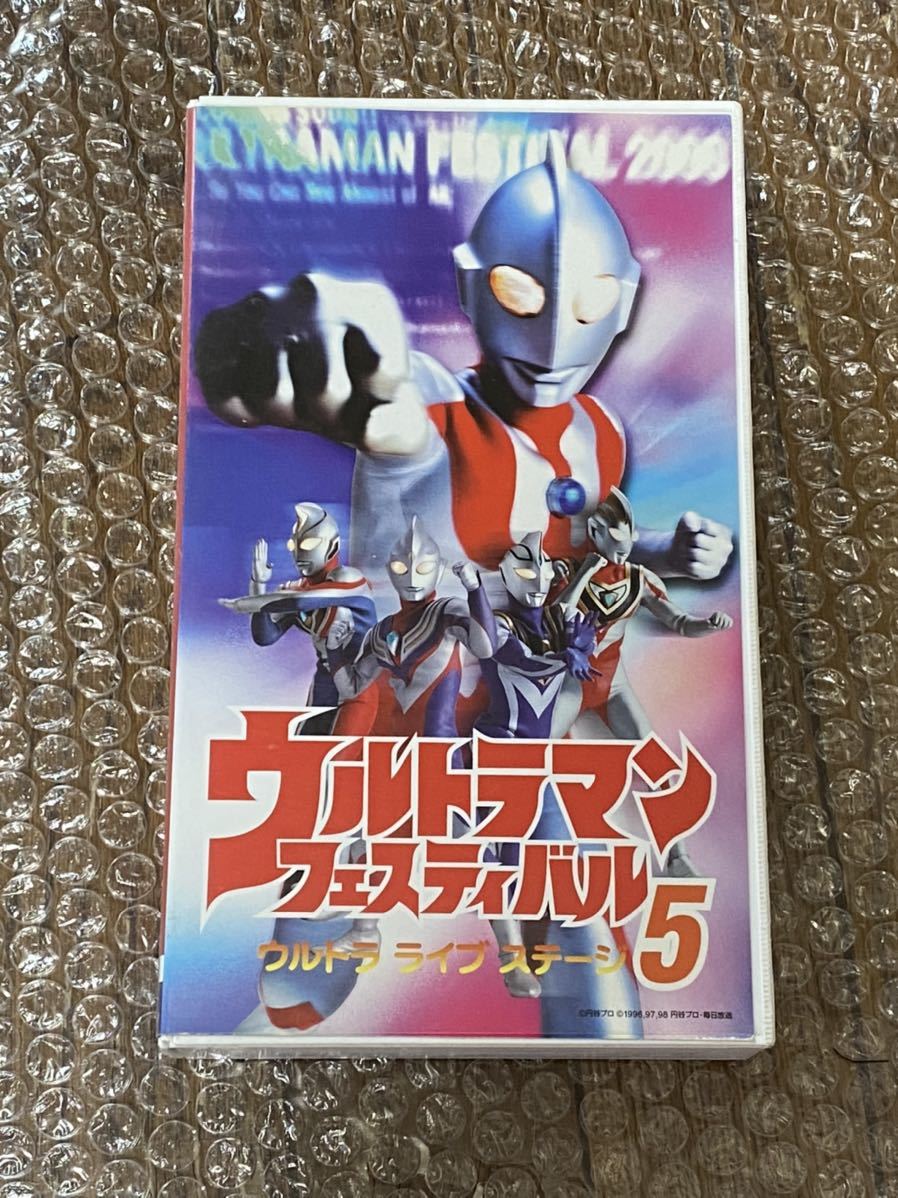 FESTIVAL 2000
ウルトラマン
フェスティバル 5
ウルトラ ライブ ステージ
©円谷プロ ©1996,97,98 円谷プロ・毎日放送